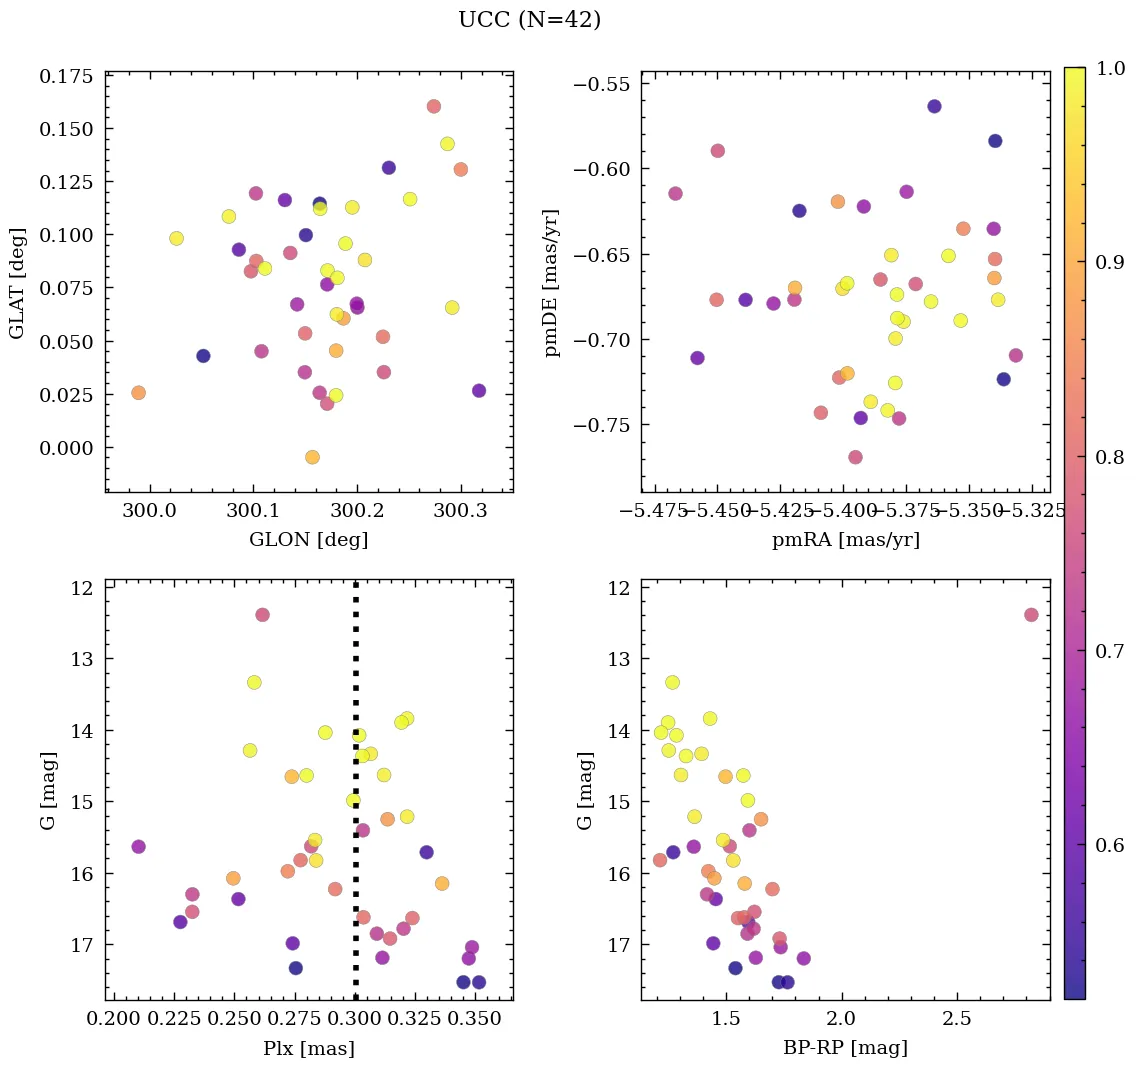 UCC (N=42)
0.175
0.150
0.125
0.100
0.075
0.050
0.025
0.000
GLAT [deg]
300.0 300.1 300.2 300.3
GLON [deg]
−0.55
−0.60
−0.65
−0.70
−0.75
pmDE [mas/yr]
−5.475 −5.450 −5.425 −5.400 −5.375 −5.350 −5.325
pmRA [mas/yr]
1.0
0.9
0.8
0.7
0.6
12
13
14
15
16
17
G [mag]
0.200 0.225 0.250 0.275 0.300 0.325 0.350
Plx [mas]
12
13
14
15
16
17
G [mag]
1.5 2.0 2.5
BP-RP [mag]